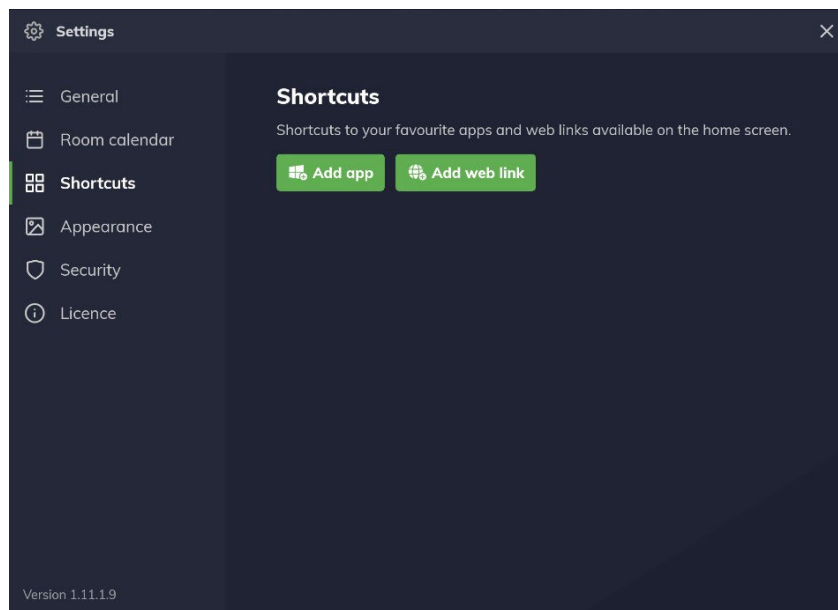 Settings
General
Room calendar
Shortcuts
Appearance
Security
Licence
Version 1.11.1.9
Shortcuts
Shortcuts to your favourite apps and web links available on the home screen.
Add app
Add web link